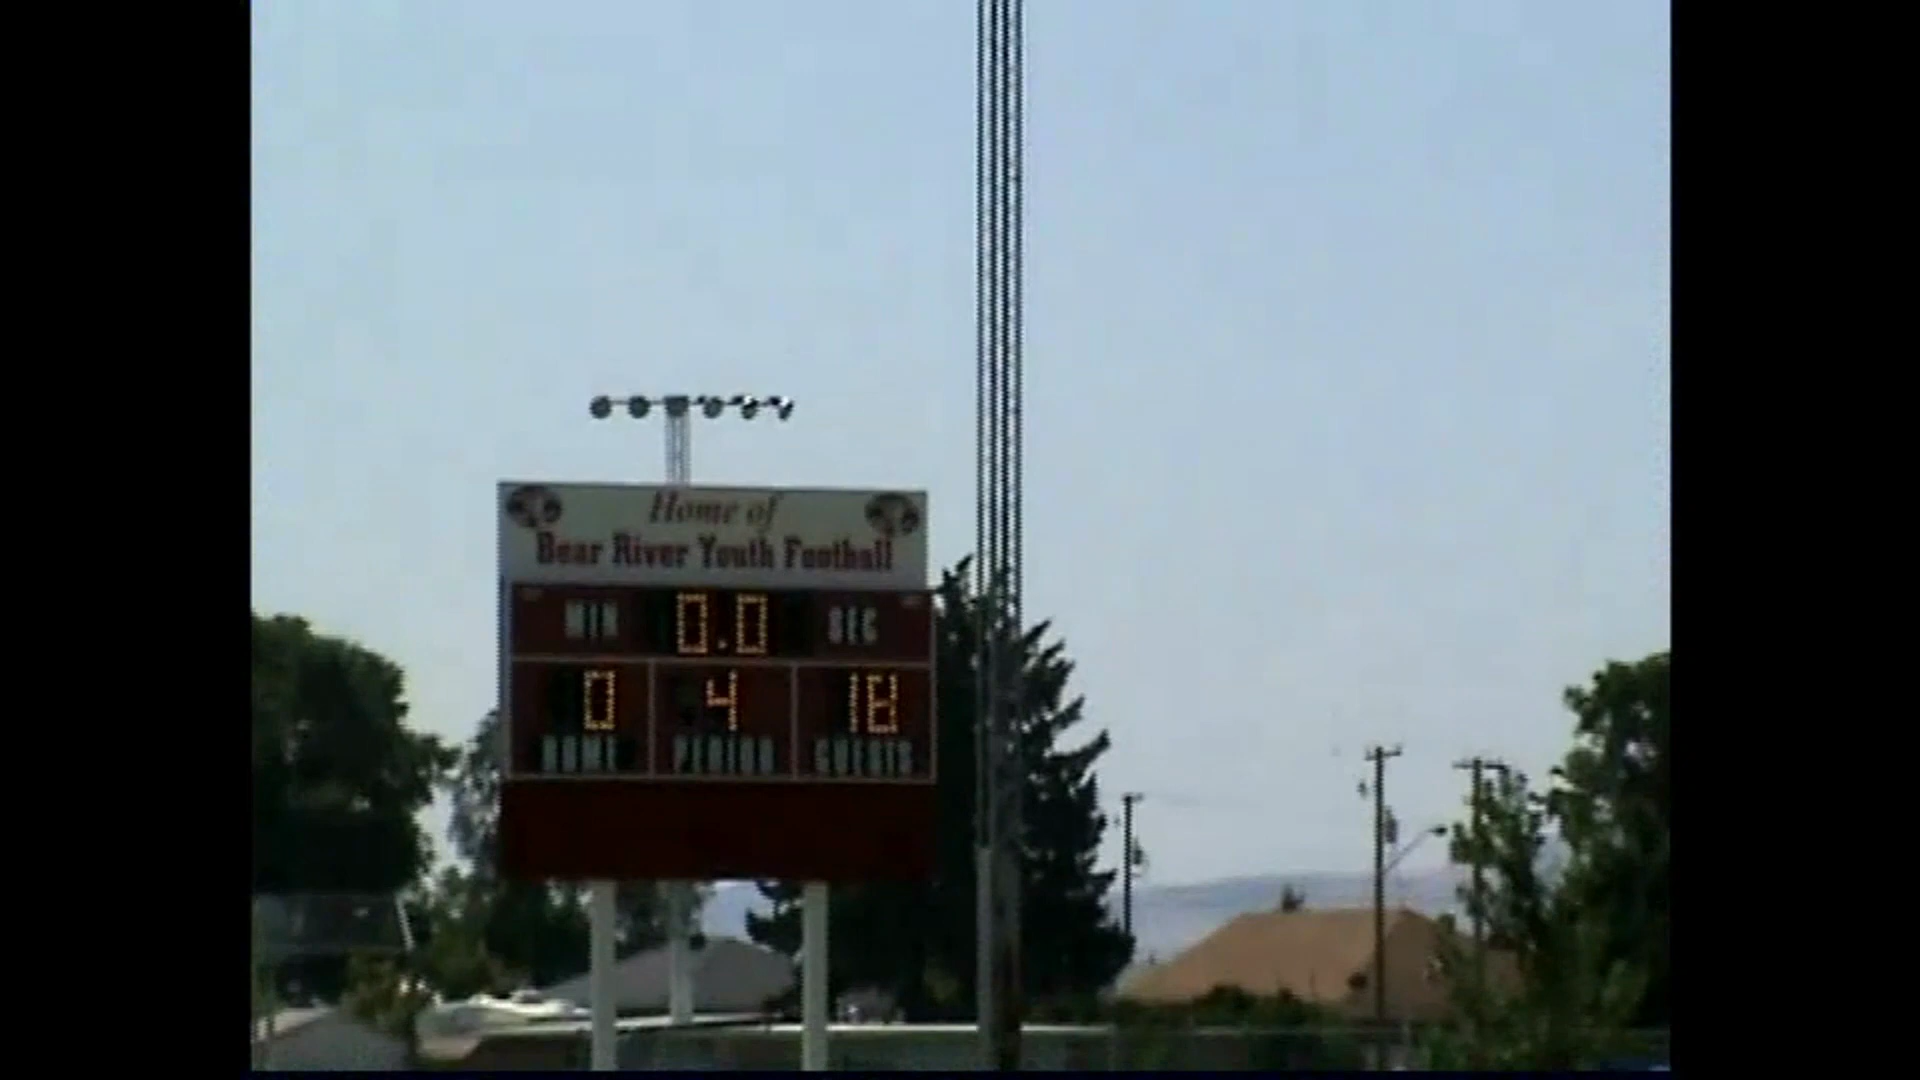 Home of
Bear River Youth Football
MIN 0.0 SEC
0 4 18
HOME PERIOD GUESTS